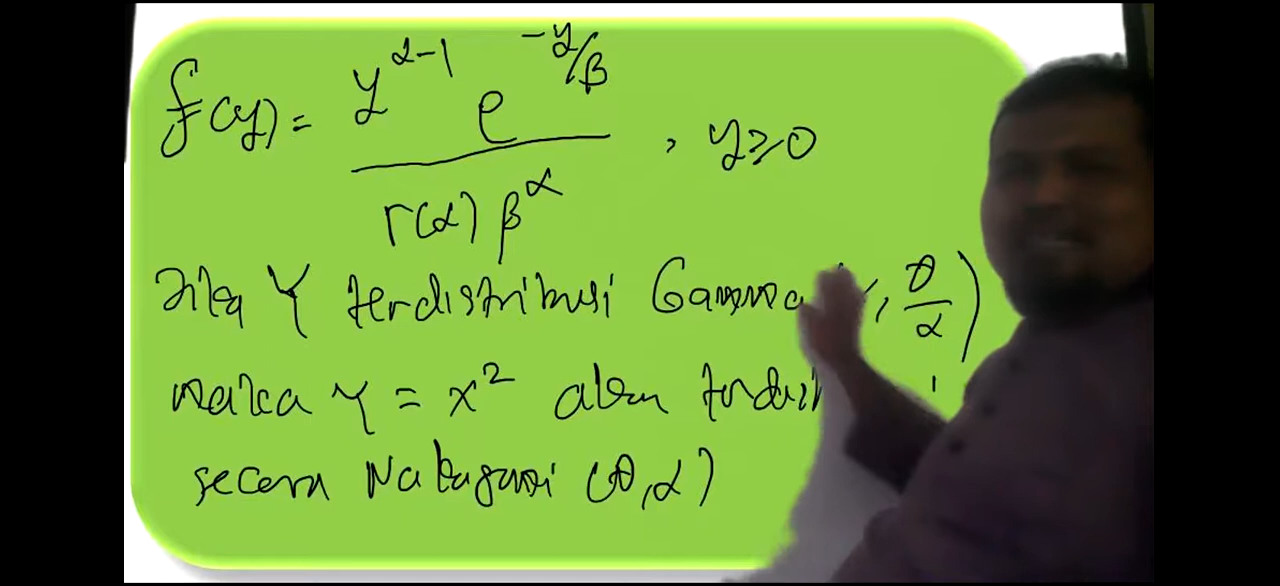 f(y) = y^(α-1) e^(-y/β) / Γ(α) β^α , y ≥ 0
Jika Y terdistribusi Gamma , θ/α)
maka Y = x² akan
secara Nakagami (θ,α)